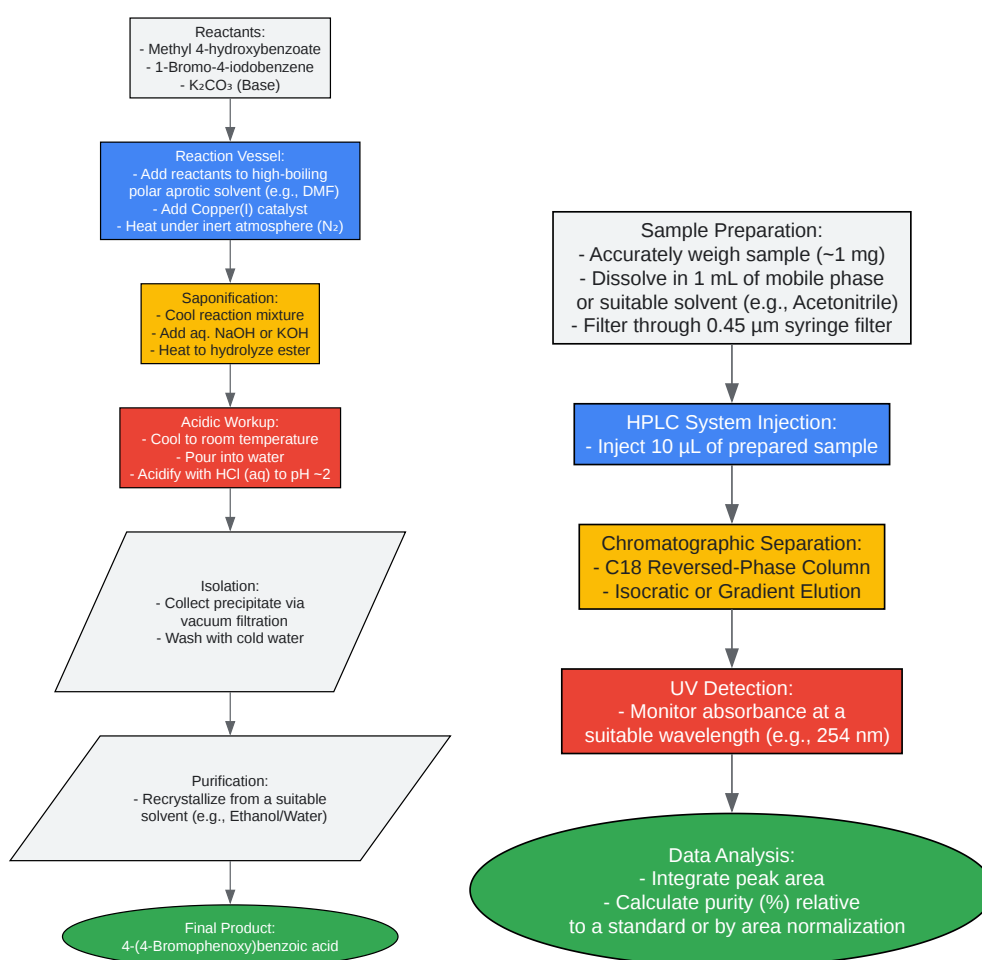 Reactants:
- Methyl 4-hydroxybenzoate
- 1-Bromo-4-iodobenzene
- K₂CO₃ (Base)
Reaction Vessel:
- Add reactants to high-boiling
polar aprotic solvent (e.g., DMF)
- Add Copper(I) catalyst
- Heat under inert atmosphere (N₂)
Saponification:
- Cool reaction mixture
- Add aq. NaOH or KOH
- Heat to hydrolyze ester
Acidic Workup:
- Cool to room temperature
- Pour into water
- Acidify with HCl (aq) to pH ~2
Isolation:
- Collect precipitate via
vacuum filtration
- Wash with cold water
Purification:
- Recrystallize from a suitable
solvent (e.g., Ethanol/Water)
Final Product:
4-(4-Bromophenoxy)benzoic acid
Sample Preparation:
- Accurately weigh sample (~1 mg)
- Dissolve in 1 mL of mobile phase
or suitable solvent (e.g., Acetonitrile)
- Filter through 0.45 µm syringe filter
HPLC System Injection:
- Inject 10 µL of prepared sample
Chromatographic Separation:
- C18 Reversed-Phase Column
- Isocratic or Gradient Elution
UV Detection:
- Monitor absorbance at a
suitable wavelength (e.g., 254 nm)
Data Analysis:
- Integrate peak area
- Calculate purity (%) relative
to a standard or by area normalization